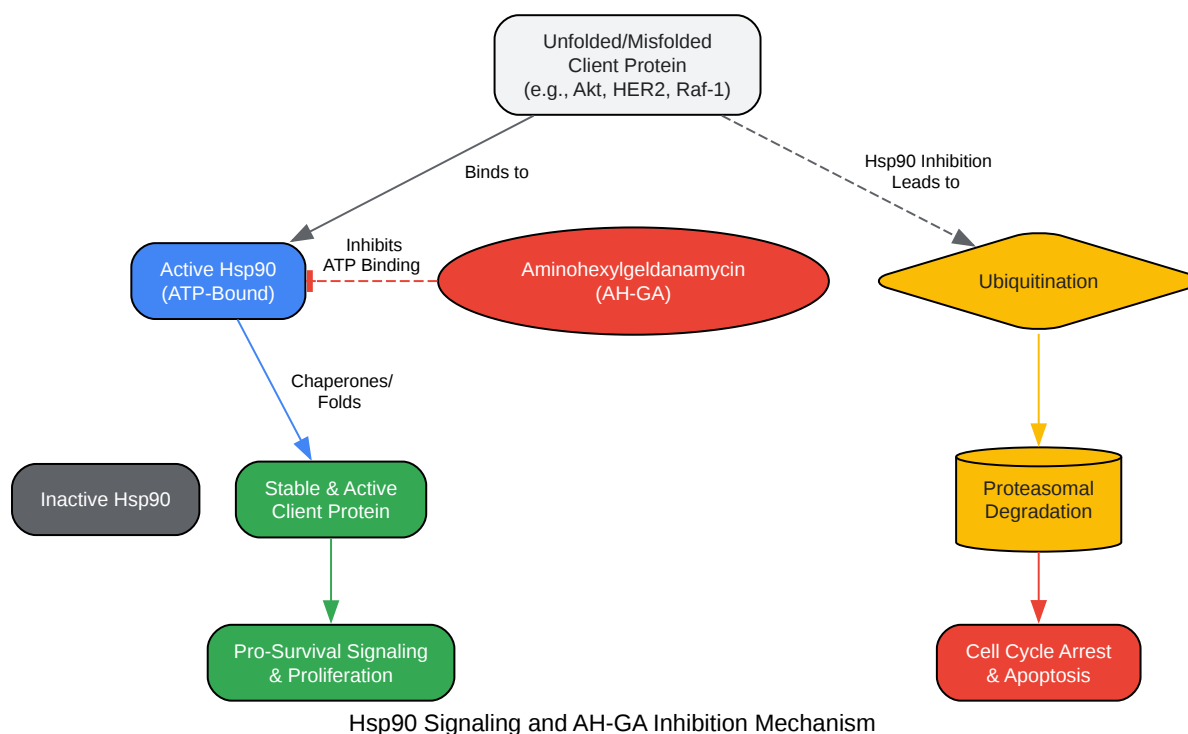 Unfolded/Misfolded
Client Protein
(e.g., Akt, HER2, Raf-1)
Binds to
Hsp90 Inhibition
Leads to
Active Hsp90
(ATP-Bound)
Inhibits
ATP Binding
Aminohexylgeldanamycin
(AH-GA)
Ubiquitination
Chaperones/
Folds
Inactive Hsp90
Stable & Active
Client Protein
Proteasomal
Degradation
Pro-Survival Signaling
& Proliferation
Cell Cycle Arrest
& Apoptosis
Hsp90 Signaling and AH-GA Inhibition Mechanism